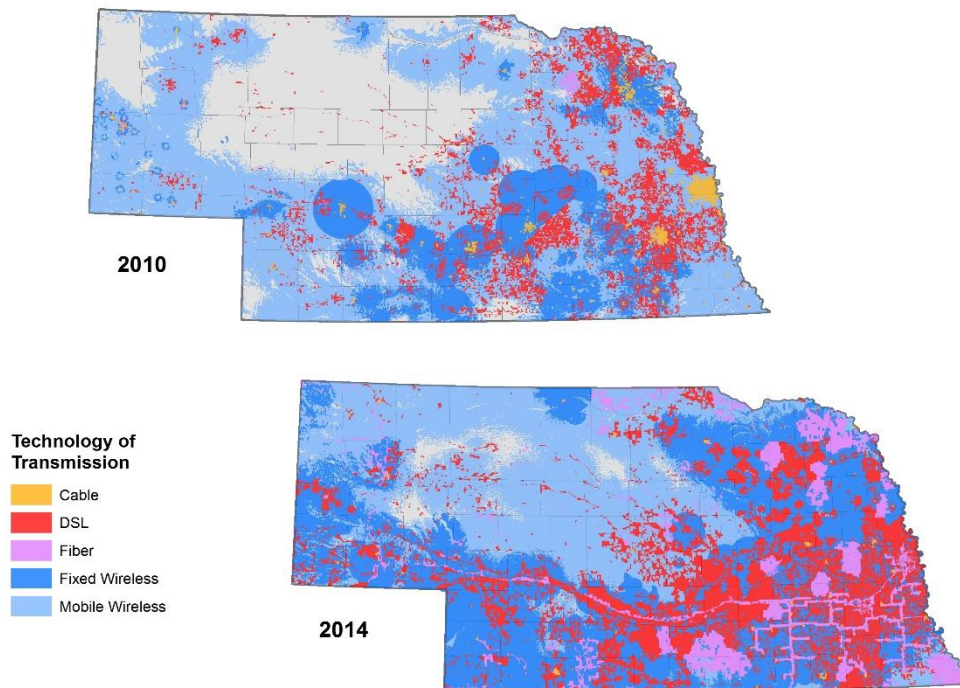 2010
Technology of
Transmission
Cable
DSL
Fiber
Fixed Wireless
Mobile Wireless
2014